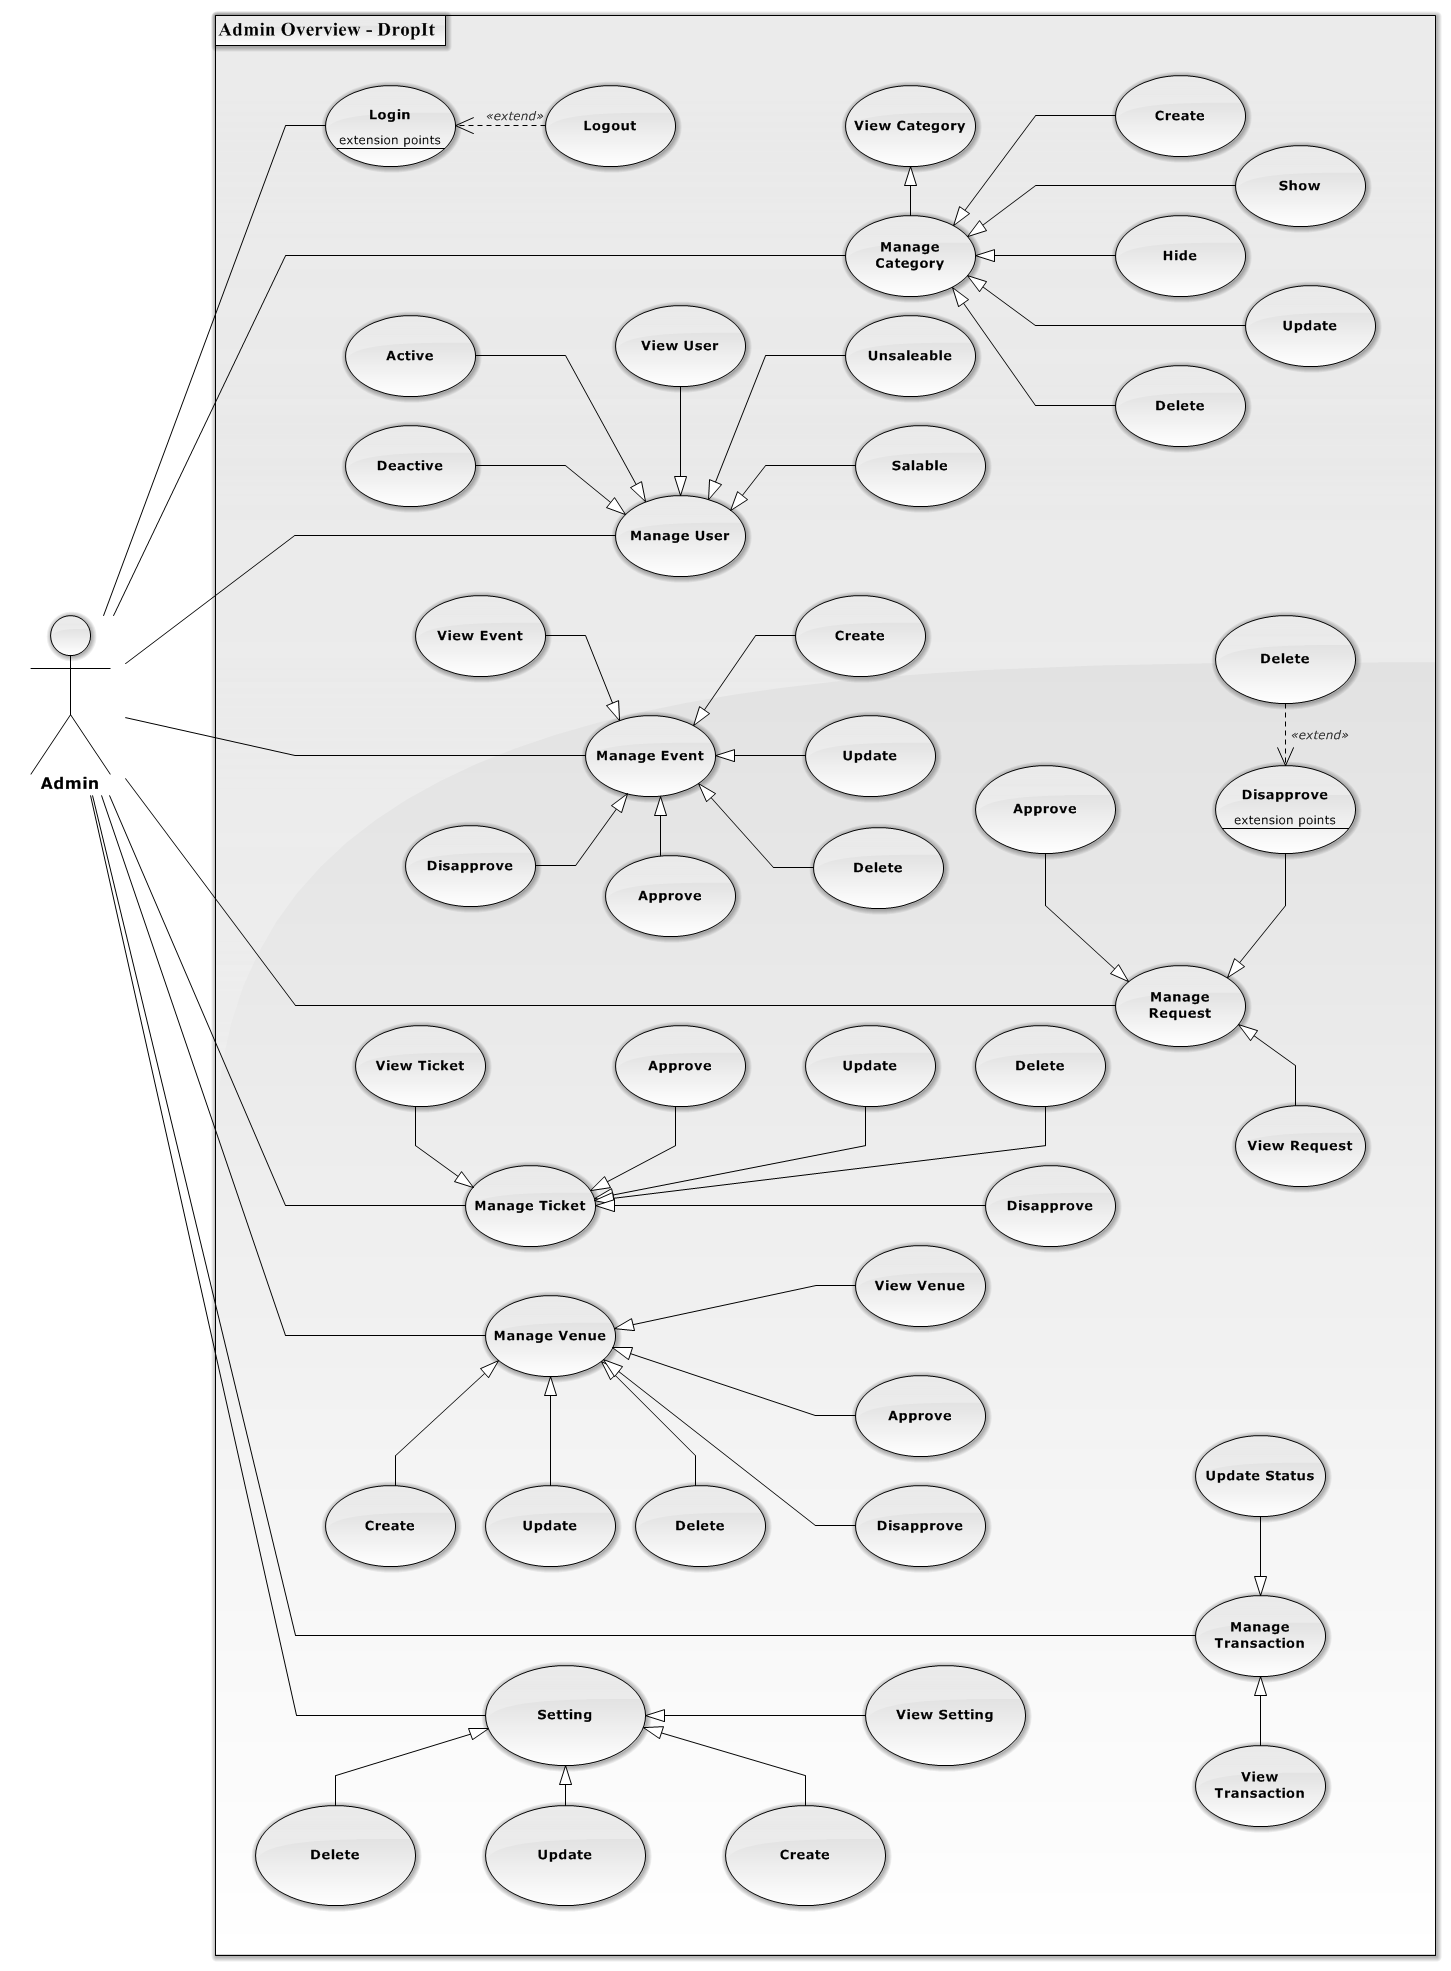 Admin Overview - DropIt
Login
extension points
«extend»
Logout
View Category
Create
Show
Manage
Category
Hide
Update
Delete
Active
View User
Unsaleable
Deactive
Salable
Manage User
View Event
Create
Delete
«extend»
Manage Event
Update
Admin
Approve
Disapprove
extension points
Disapprove
Approve
Delete
Manage
Request
View Ticket
Approve
Update
Delete
View Request
Manage Ticket
Disapprove
View Venue
Manage Venue
Approve
Update Status
Create
Update
Delete
Disapprove
Manage
Transaction
Setting
View Setting
View
Transaction
Delete
Update
Create